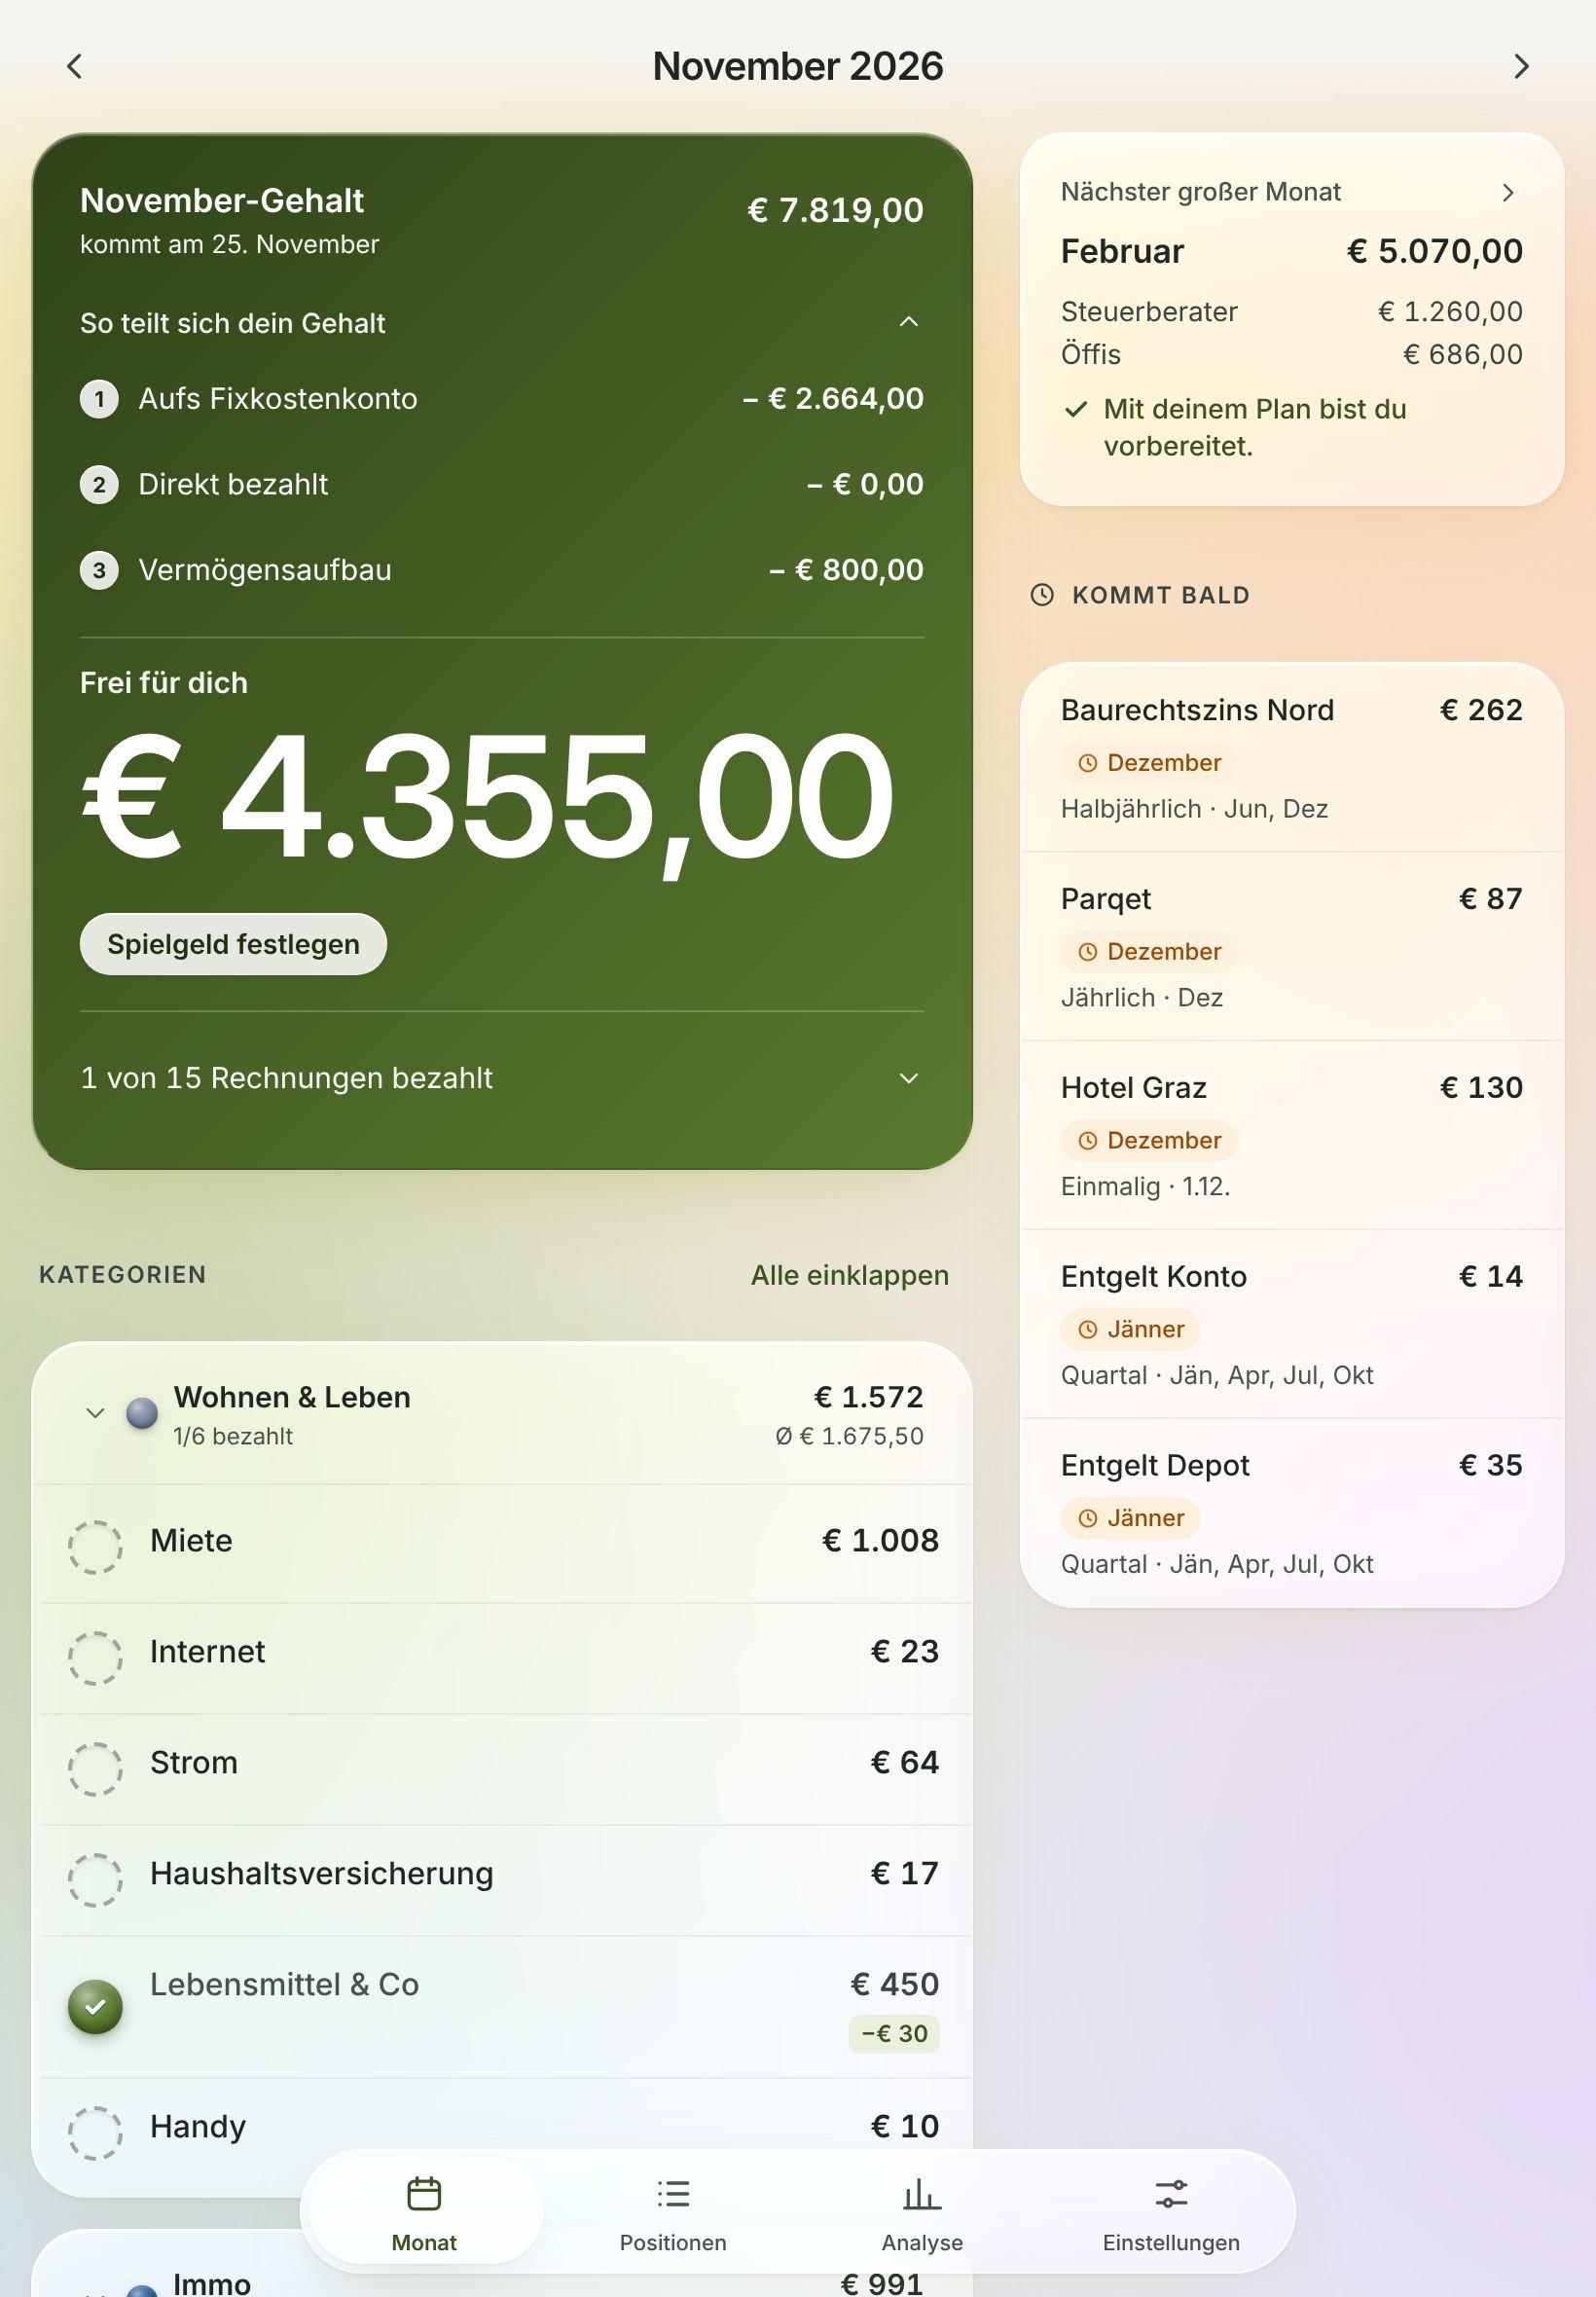 November 2026
November-Gehalt
€ 7.819,00
kommt am 25. November
So teilt sich dein Gehalt
1 Aufs Fixkostenkonto – € 2.664,00
2 Direkt bezahlt – € 0,00
3 Vermögensaufbau – € 800,00
Frei für dich
€ 4.355,00
Spielgeld festlegen
1 von 15 Rechnungen bezahlt
KATEGORIEN Alle einklappen
Wohnen & Leben € 1.572
1/6 bezahlt Ø € 1.675,50
Miete € 1.008
Internet € 23
Strom € 64
Haushaltsversicherung € 17
Lebensmittel & Co € 450
−€ 30
Handy € 10
Immo € 991
Nächster großer Monat
Februar € 5.070,00
Steuerberater € 1.260,00
Öffis € 686,00
Mit deinem Plan bist du
vorbereitet.
KOMMT BALD
Baurechtszins Nord € 262
Dezember
Halbjährlich · Jun, Dez
Parqet € 87
Dezember
Jährlich · Dez
Hotel Graz € 130
Dezember
Einmalig · 1.12.
Entgelt Konto € 14
Jänner
Quartal · Jän, Apr, Jul, Okt
Entgelt Depot € 35
Jänner
Quartal · Jän, Apr, Jul, Okt
Monat Positionen Analyse Einstellungen